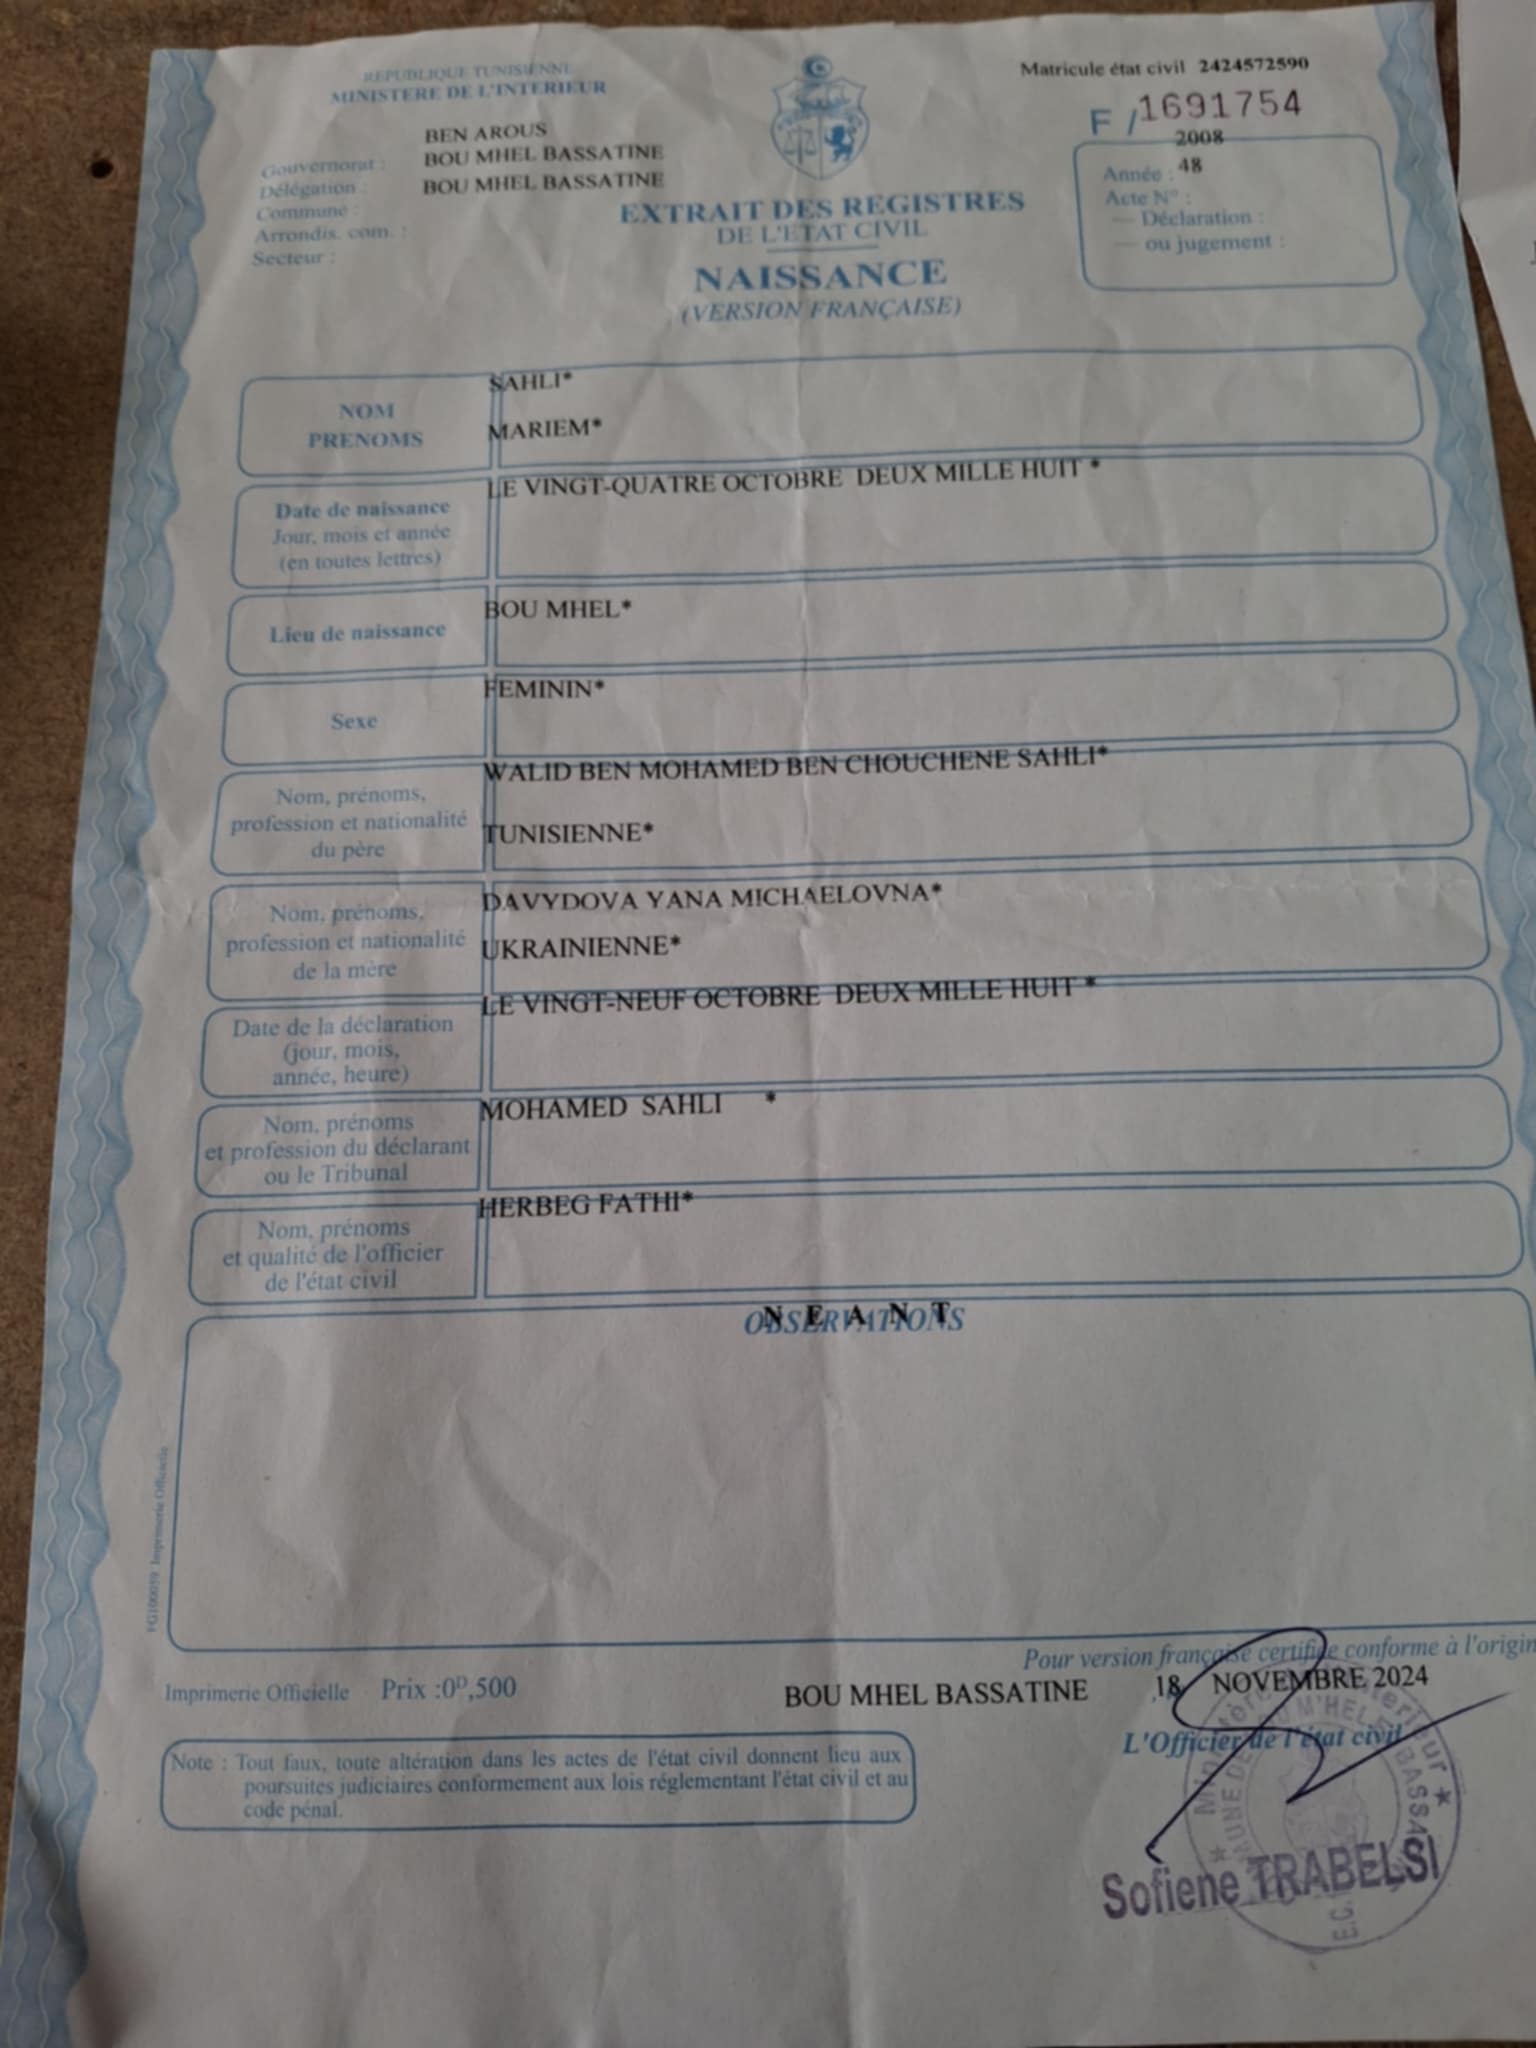 REPUBLIQUE TUNISIENNE
MINISTERE DE L'INTERIEUR
Matricule état civil 2424572590
F / 1691754
BEN AROUS
BOU MHEL BASSATINE
BOU MHEL BASSATINE
Gouvernorat :
Délégation :
Commune :
Arrondis. com. :
Secteur :
2008
Année : 48
Acte N° :
— Déclaration :
— ou jugement :
EXTRAIT DES REGISTRES
DE L'ETAT CIVIL
NAISSANCE
(VERSION FRANÇAISE)
NOM
PRENOMS
SAHLI*
MARIEM*
Date de naissance
Jour, mois et année
(en toutes lettres)
LE VINGT-QUATRE OCTOBRE DEUX MILLE HUIT *
Lieu de naissance
BOU MHEL*
Sexe
FEMININ*
Nom, prénoms,
profession et nationalité
du père
WALID BEN MOHAMED BEN CHOUCHENE SAHLI*
TUNISIENNE*
Nom, prénoms,
profession et nationalité
de la mère
DAVYDOVA YANA MICHAELOVNA*
UKRAINIENNE*
Date de la déclaration
(jour, mois,
année, heure)
LE VINGT-NEUF OCTOBRE DEUX MILLE HUIT *
Nom, prénoms
et profession du déclarant
ou le Tribunal
MOHAMED SAHLI *
Nom, prénoms
et qualité de l'officier
de l'état civil
HERBEG FATHI*
OBSERVATIONS
N E A N T
FG100059 Imprimerie Officielle
Pour version française certifiée conforme à l'origin
Imprimerie Officielle Prix :0ᴰ,500
BOU MHEL BASSATINE 18 NOVEMBRE 2024
L'Officier de l'état civil
Note : Tout faux, toute altération dans les actes de l'état civil donnent lieu aux
poursuites judiciaires conformement aux lois réglementant l'état civil et au
code pénal.
Sofiene TRABELSI